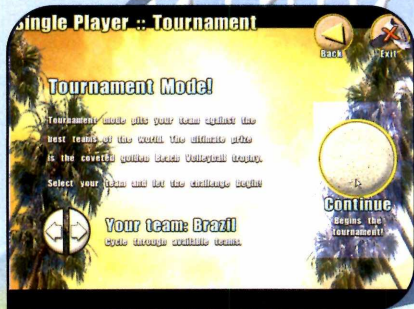 Single Player :: Tournament
Back
Exit
Tournament Mode!
Tournament mode pits your team against the
best teams of the world. The ultimate prize
is the coveted golden Beach Volleyball trophy.
Select your team and let the challenge begin!
Your team: Brazil
Cycle through available teams.
Continue
Begins the
tournament!